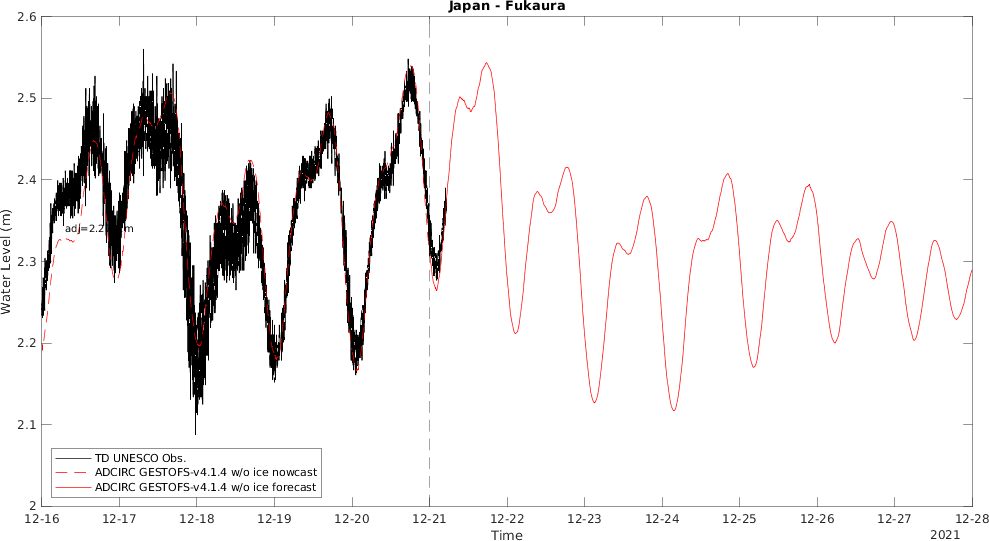 Japan - Fukaura
2.6
2.5
2.4
2.3
2.2
2.1
2
Water Level (m)
adj=2.2 m
TD UNESCO Obs.
ADCIRC GESTOFS-v4.1.4 w/o ice nowcast
ADCIRC GESTOFS-v4.1.4 w/o ice forecast
12-16 12-17 12-18 12-19 12-20 12-21 12-22 12-23 12-24 12-25 12-26 12-27 12-28
Time
2021